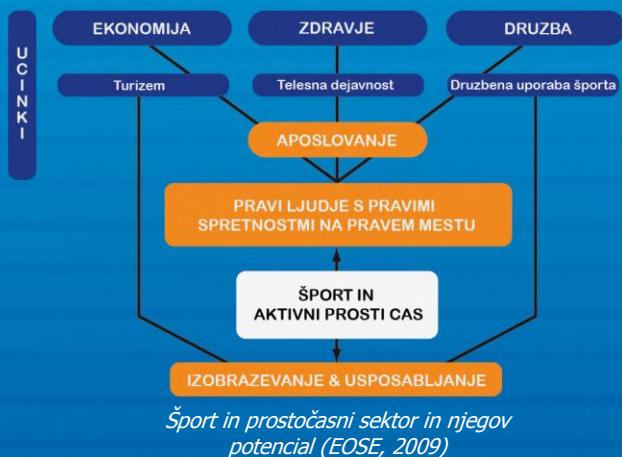 UCINKI
EKONOMIJA
ZDRAVJE
DRUZBA
Turizem
Telesna dejavnost
Druzbena uporaba športa
APOSLOVANJE
PRAVI LJUDJE S PRAVIMI
SPRETNOSTMI NA PRAVEM MESTU
ŠPORT IN
AKTIVNI PROSTI CAS
IZOBRAZEVANJE & USPOSABLJANJE
Šport in prostočasni sektor in njegov
potencial (EOSE, 2009)